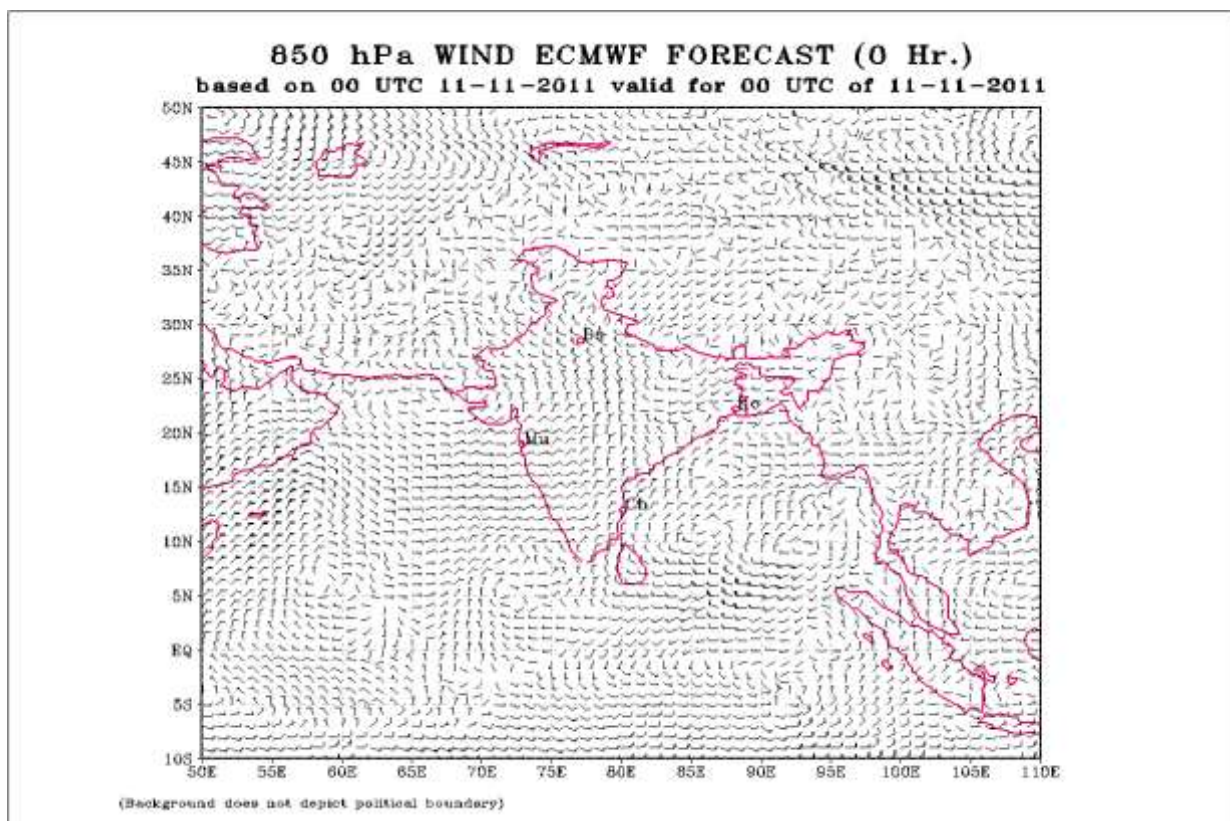 850 hPa WIND ECMWF FORECAST (0 Hr.)
based on 00 UTC 11-11-2011 valid for 00 UTC of 11-11-2011
50N
45N
40N
35N
30N
25N
20N
15N
10N
5N
EQ
5S
10S
Mu
Ch
50E 55E 60E 65E 70E 75E 80E 85E 90E 95E 100E 105E 110E
(Background does not depict political boundary)